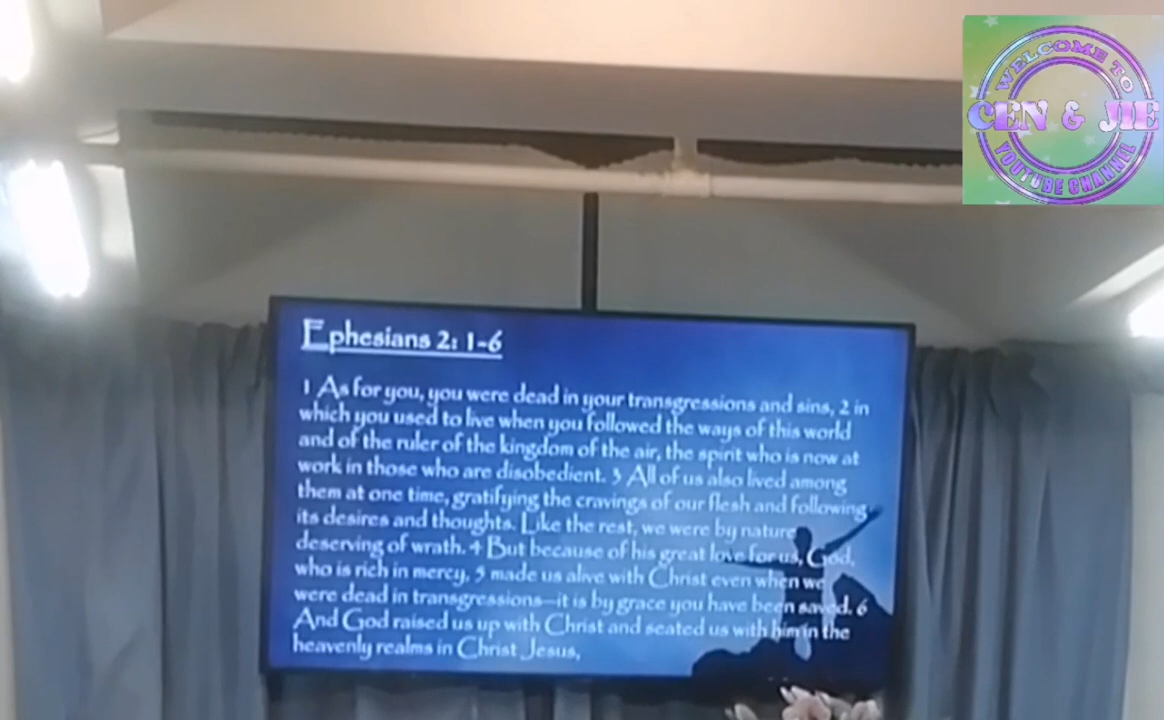 WELCOME TO
CEN & JIE
YOUTUBE CHANNEL
Ephesians 2: 1-6
1 As for you, you were dead in your transgressions and sins, 2 in
which you used to live when you followed the ways of this world
and of the ruler of the kingdom of the air, the spirit who is now at
work in those who are disobedient. 3 All of us also lived among
them at one time, gratifying the cravings of our flesh and following
its desires and thoughts. Like the rest, we were by nature
deserving of wrath. 4 But because of his great love for us, God,
who is rich in mercy, 5 made us alive with Christ even when we
were dead in transgressions—it is by grace you have been saved. 6
And God raised us up with Christ and seated us with him in the
heavenly realms in Christ Jesus,